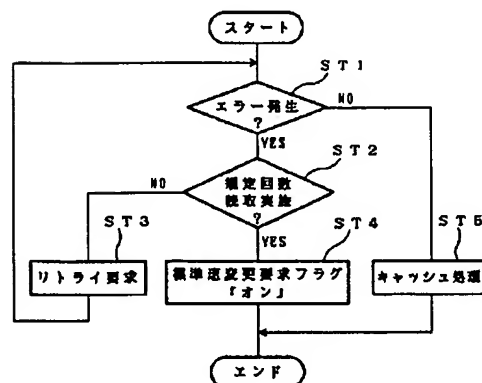 スタート
ST1
エラー発生
?
NO
YES
ST2
規定回数
読取実施
?
NO
YES
ST3
ST4
ST5
リトライ要求
標準速変更要求フラグ
『オン』
キャッシュ処理
エンド